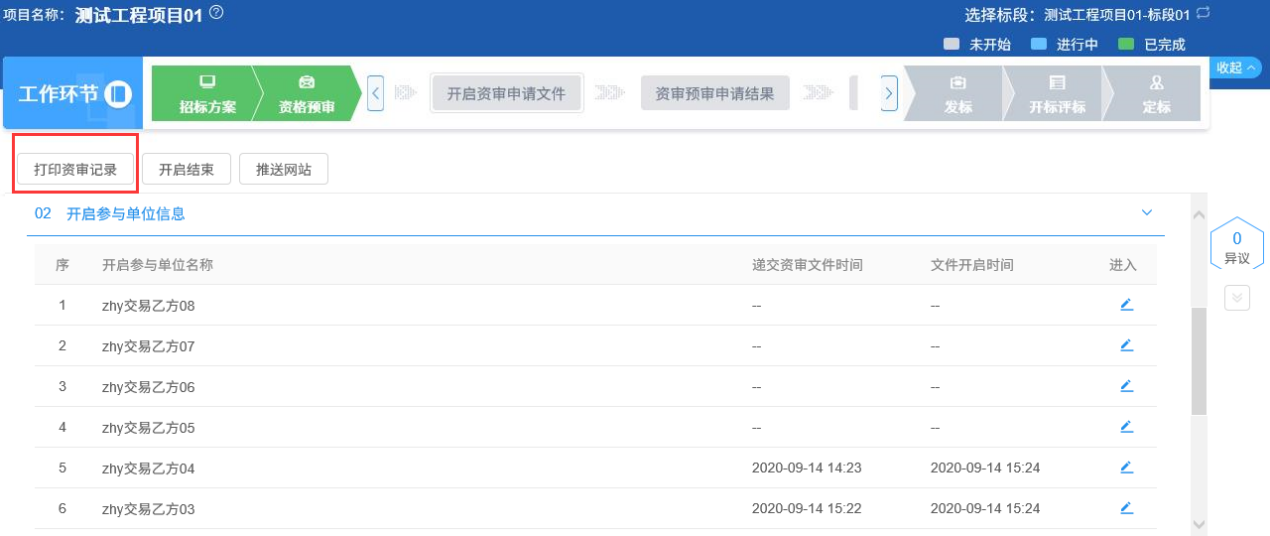 项目名称： 测试工程项目01
选择标段： 测试工程项目01-标段01
未开始 进行中 已完成
收起
工作环节
招标方案 资格预审 开启资审申请文件 资审预审申请结果 发标 开标评标 定标
打印资审记录 开启结束 推送网站
02 开启参与单位信息
0
异议
序 开启参与单位名称 递交资审文件时间 文件开启时间 进入
1 zhy交易乙方08 -- --
2 zhy交易乙方07 -- --
3 zhy交易乙方06 -- --
4 zhy交易乙方05 -- --
5 zhy交易乙方04 2020-09-14 14:23 2020-09-14 15:24
6 zhy交易乙方03 2020-09-14 15:22 2020-09-14 15:24